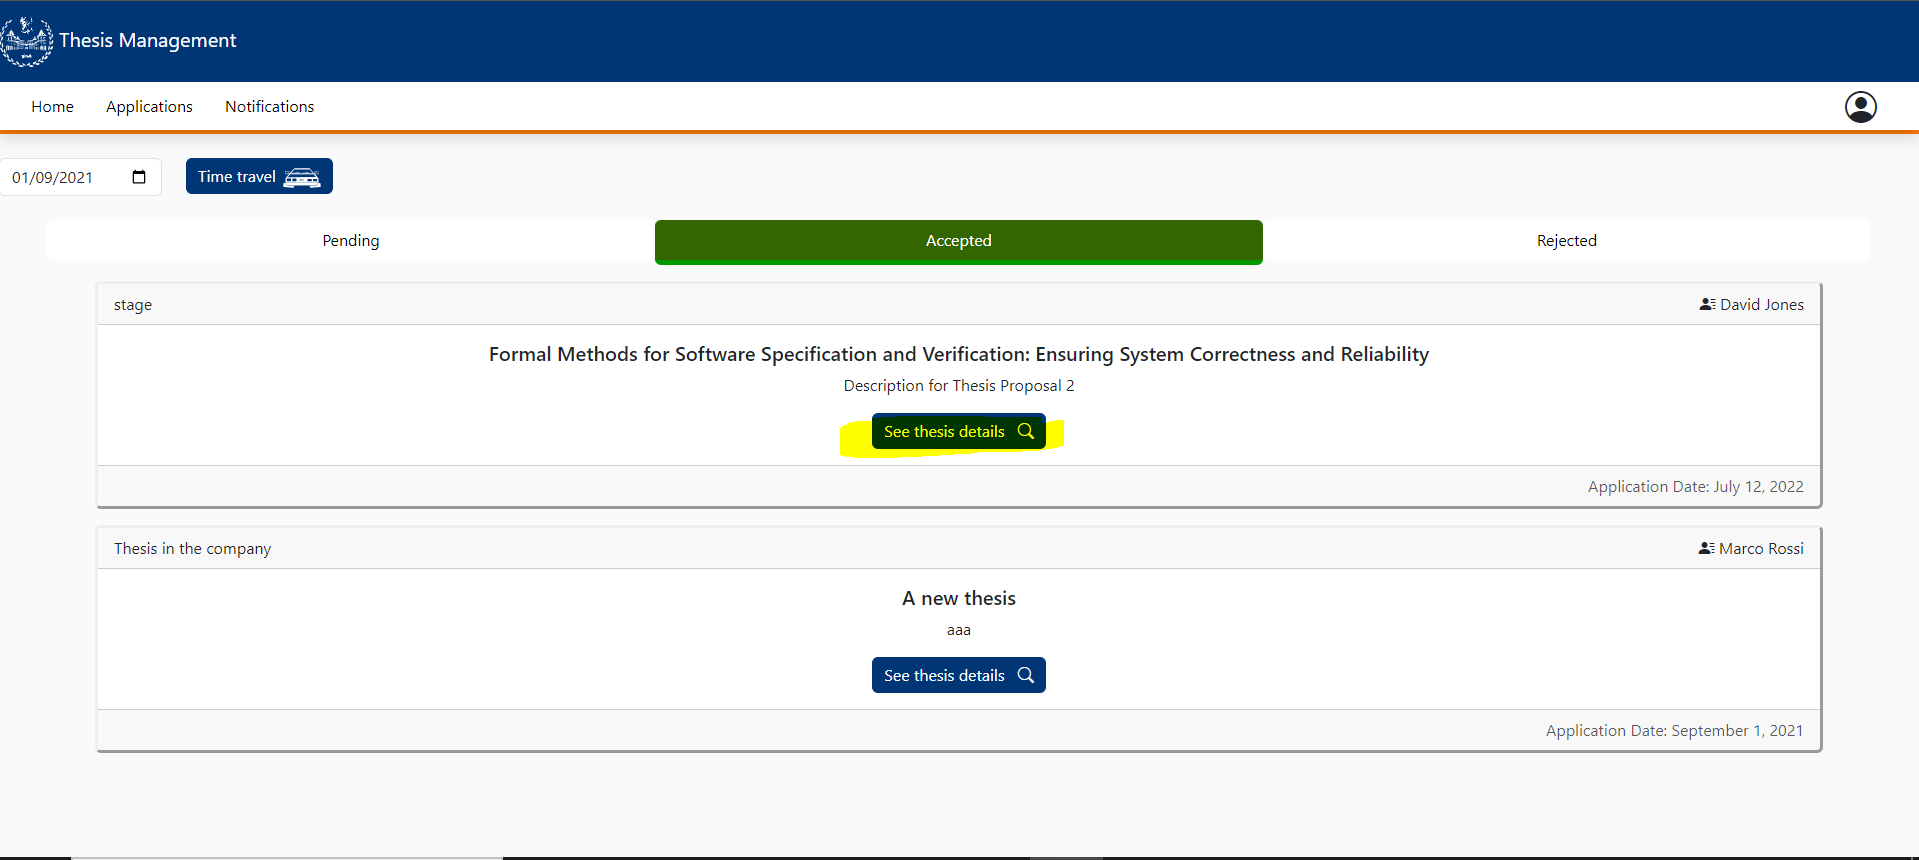 Thesis Management
Home Applications Notifications
01/09/2021 Time travel
Pending Accepted Rejected
stage David Jones
Formal Methods for Software Specification and Verification: Ensuring System Correctness and Reliability
Description for Thesis Proposal 2
See thesis details
Application Date: July 12, 2022
Thesis in the company Marco Rossi
A new thesis
aaa
See thesis details
Application Date: September 1, 2021